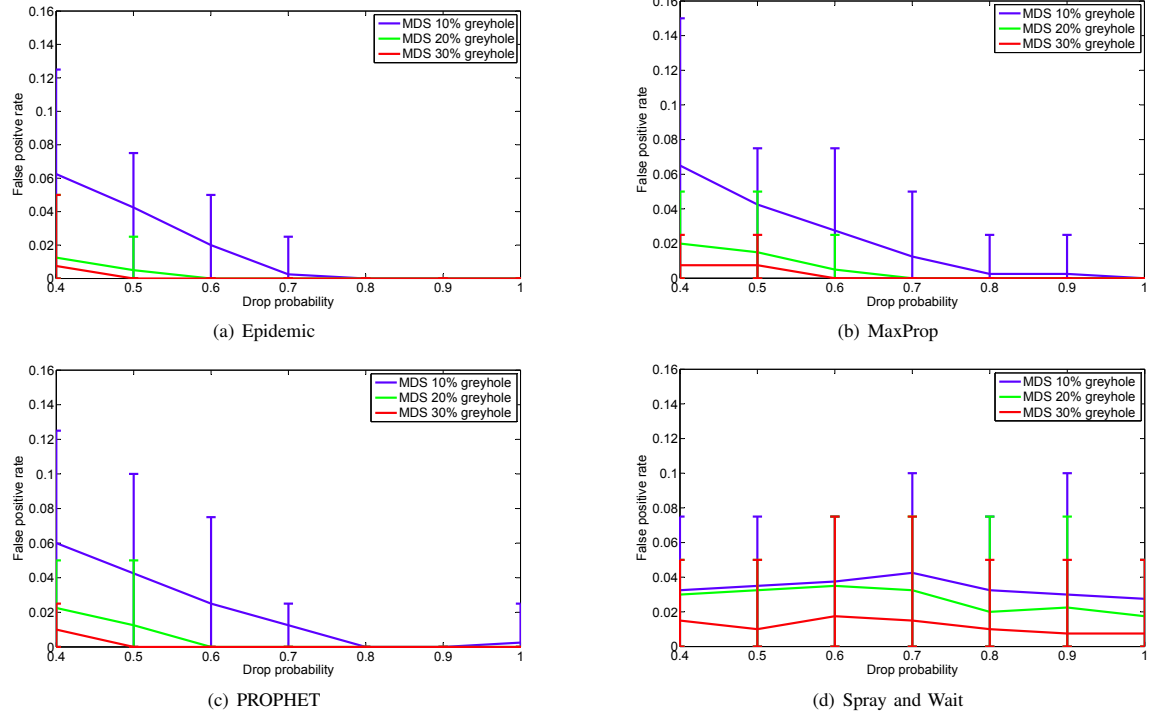 0.16
0.14
0.12
0.1
0.08
0.06
0.04
0.02
0
False positve rate
0.4 0.5 0.6 0.7 0.8 0.9 1
Drop probability
MDS 10% greyhole
MDS 20% greyhole
MDS 30% greyhole
(a) Epidemic
0.16
0.14
0.12
0.1
0.08
0.06
0.04
0.02
0
False positive rate
0.4 0.5 0.6 0.7 0.8 0.9 1
Drop probability
MDS 10% greyhole
MDS 20% greyhole
MDS 30% greyhole
(b) MaxProp
0.16
0.14
0.12
0.1
0.08
0.06
0.04
0.02
0
False positive rate
0.4 0.5 0.6 0.7 0.8 0.9 1
Drop probability
MDS 10% greyhole
MDS 20% greyhole
MDS 30% greyhole
(c) PROPHET
0.16
0.14
0.12
0.1
0.08
0.06
0.04
0.02
0
False positive rate
0.4 0.5 0.6 0.7 0.8 0.9 1
Drop probability
MDS 10% greyhole
MDS 20% greyhole
MDS 30% greyhole
(d) Spray and Wait